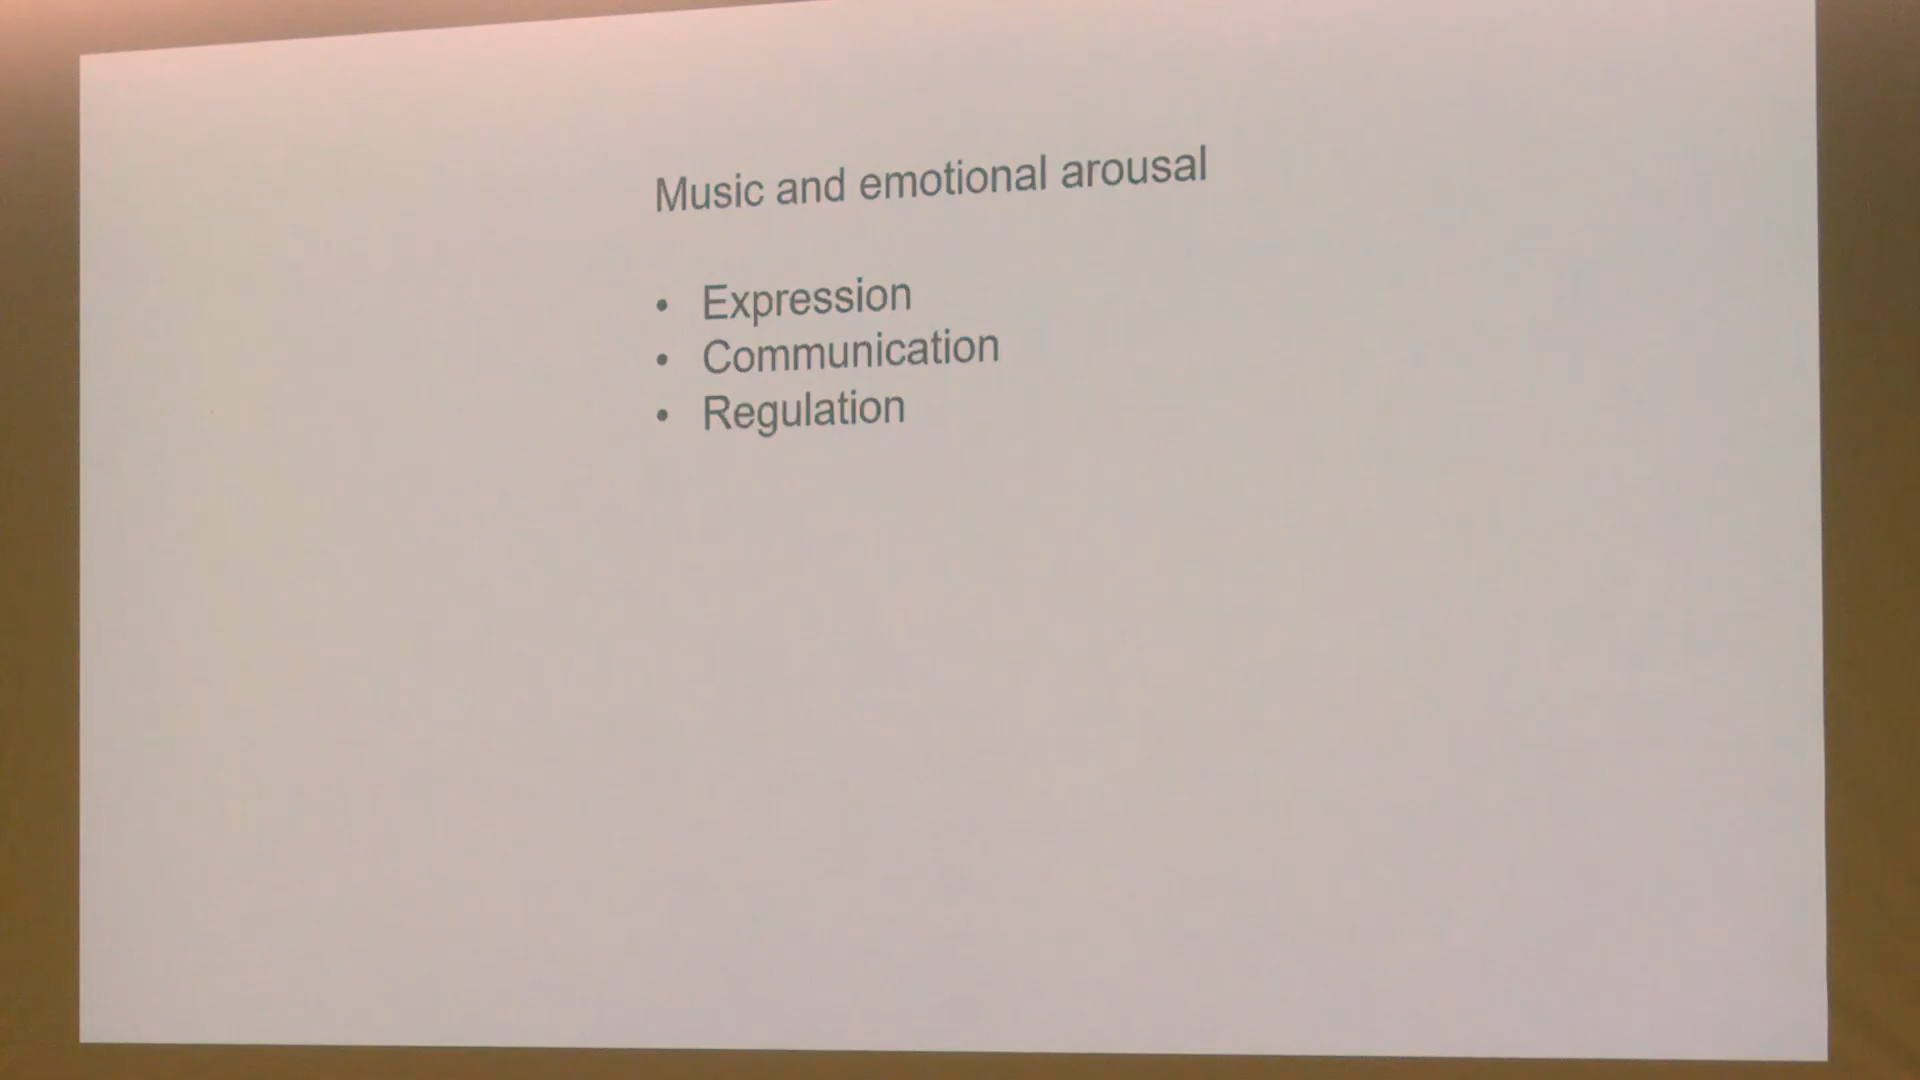 Music and emotional arousal
• Expression
• Communication
• Regulation